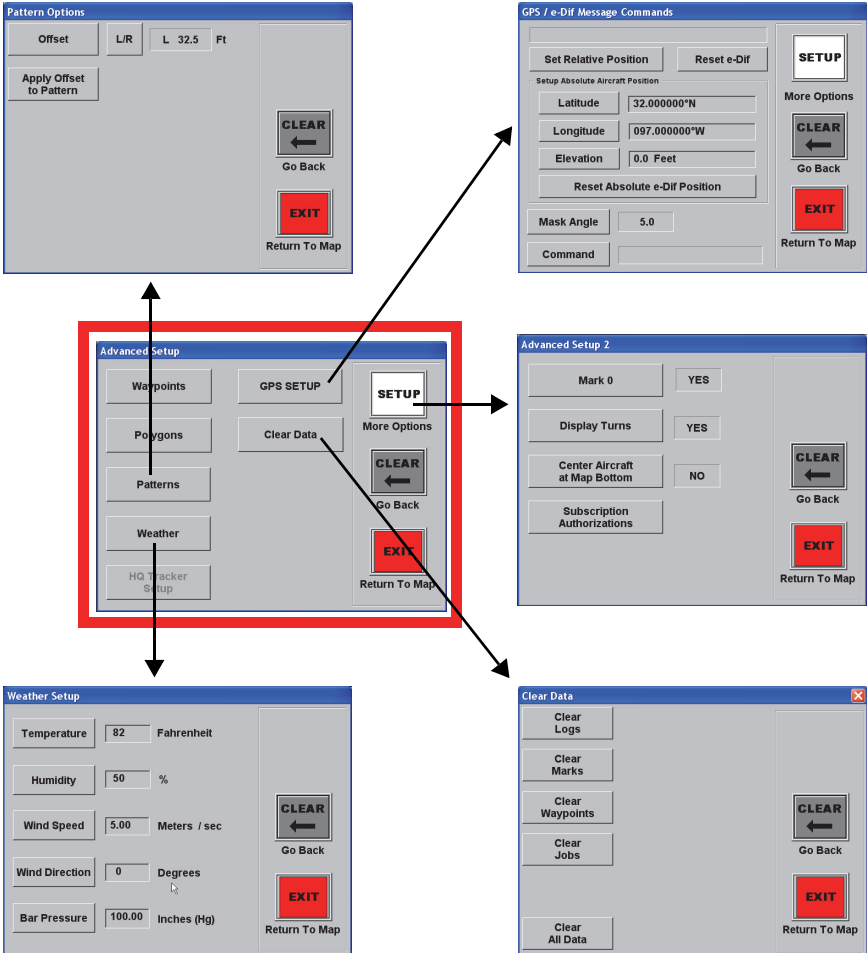 Pattern Options
Offset L/R L 32.5 Ft
Apply Offset
to Pattern
CLEAR
Go Back
EXIT
Return To Map
GPS / e-Dif Message Commands
Set Relative Position Reset e-Dif
Setup Absolute Aircraft Position
Latitude 32.000000°N
Longitude 097.000000°W
Elevation 0.0 Feet
Reset Absolute e-Dif Position
Mask Angle 5.0
Command
SETUP
More Options
CLEAR
Go Back
EXIT
Return To Map
Advanced Setup
Waypoints GPS SETUP
Polygons Clear Data
Patterns
Weather
HQ Tracker
Setup
SETUP
More Options
CLEAR
Go Back
EXIT
Return To Map
Advanced Setup 2
Mark 0 YES
Display Turns YES
Center Aircraft
at Map Bottom NO
Subscription
Authorizations
CLEAR
Go Back
EXIT
Return To Map
Weather Setup
Temperature 82 Fahrenheit
Humidity 50 %
Wind Speed 5.00 Meters / sec
Wind Direction 0 Degrees
Bar Pressure 100.00 Inches (Hg)
CLEAR
Go Back
EXIT
Return To Map
Clear Data
Clear
Logs
Clear
Marks
Clear
Waypoints
Clear
Jobs
Clear
All Data
CLEAR
Go Back
EXIT
Return To Map